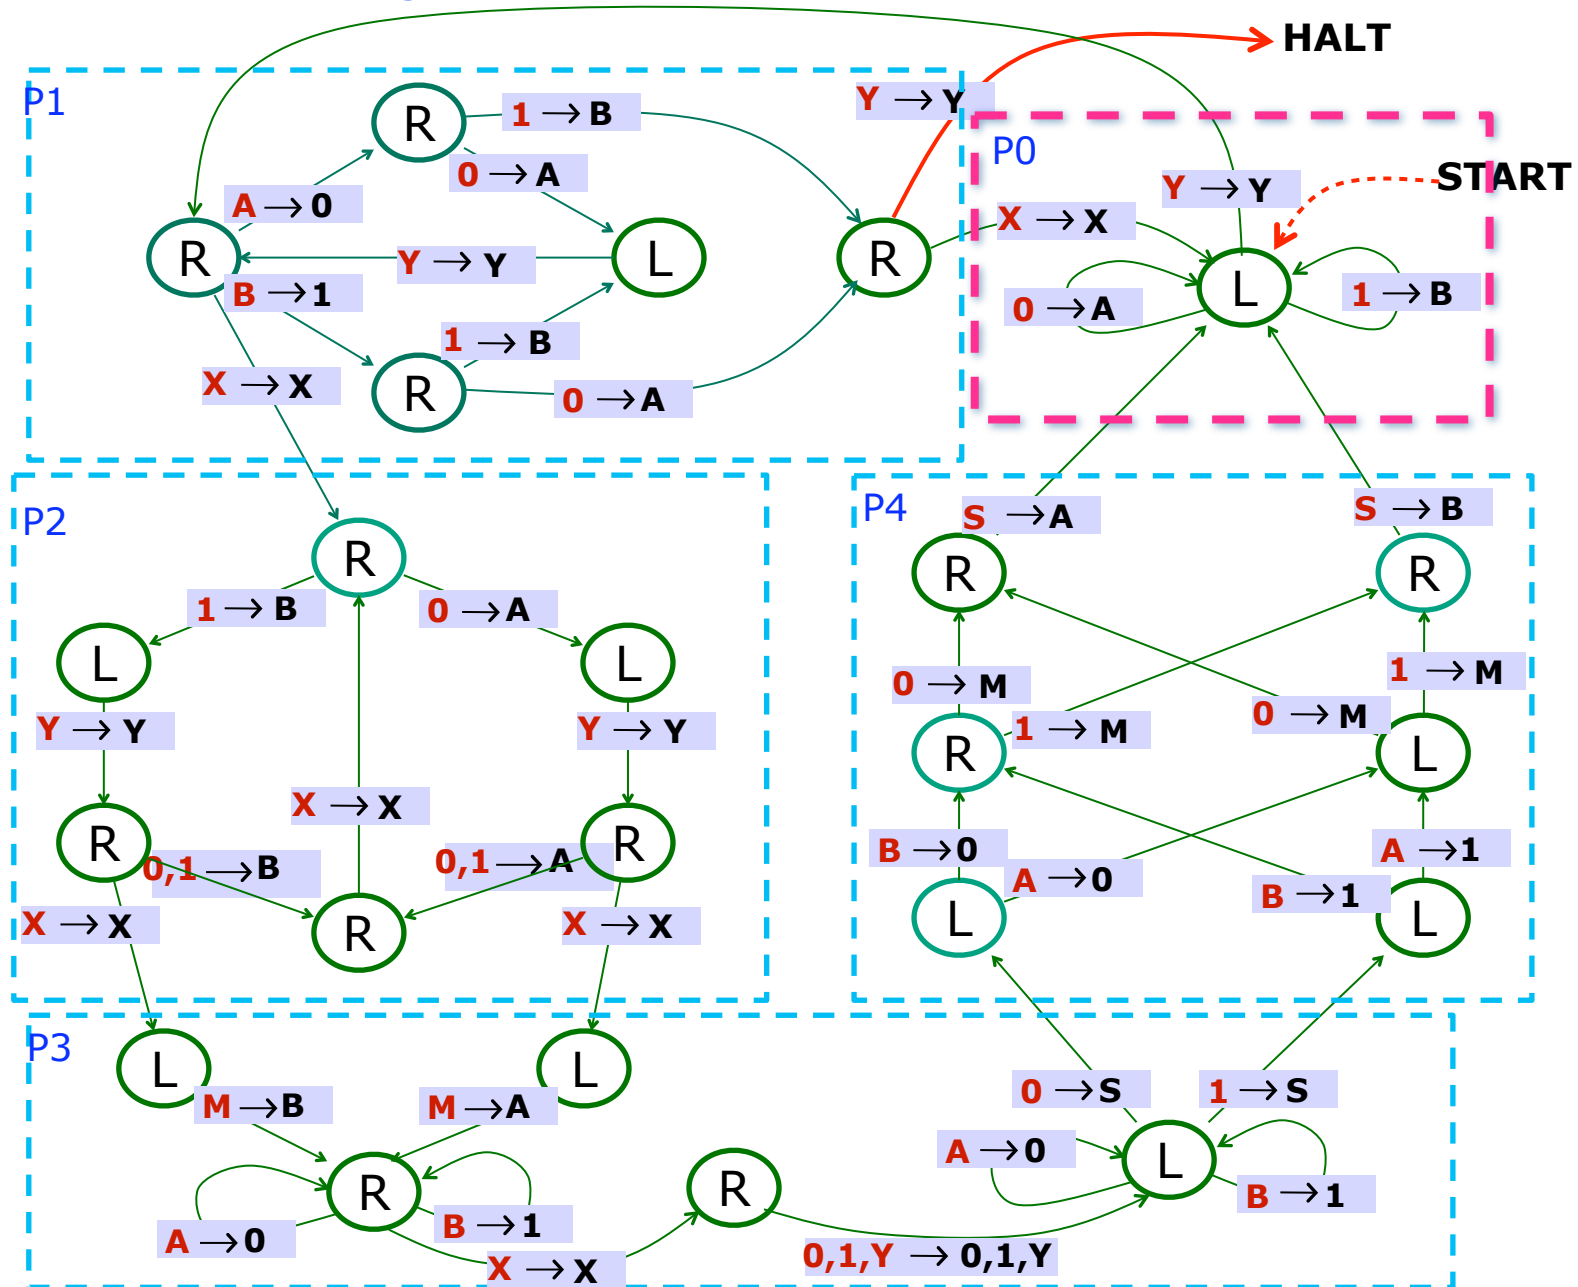 HALT
P1
R
1 → B
Y → Y
P0
0 → A
START
Y → Y
A → 0
X → X
R
Y → Y
L
R
L
B → 1
0 → A
1 → B
1 → B
X → X
R
0 → A
P2
P4
S → A
S → B
R
R
R
1 → B
0 → A
L
L
0 → M
1 → M
Y → Y
Y → Y
1 → M
0 → M
R
L
X → X
R
R
0,1 → B
0,1 → A
B → 0
A → 1
A → 0
B → 1
X → X
R
X → X
L
L
P3
L
L
0 → S
1 → S
M → B
M → A
A → 0
L
R
R
B → 1
A → 0
B → 1
X → X
0,1,Y → 0,1,Y